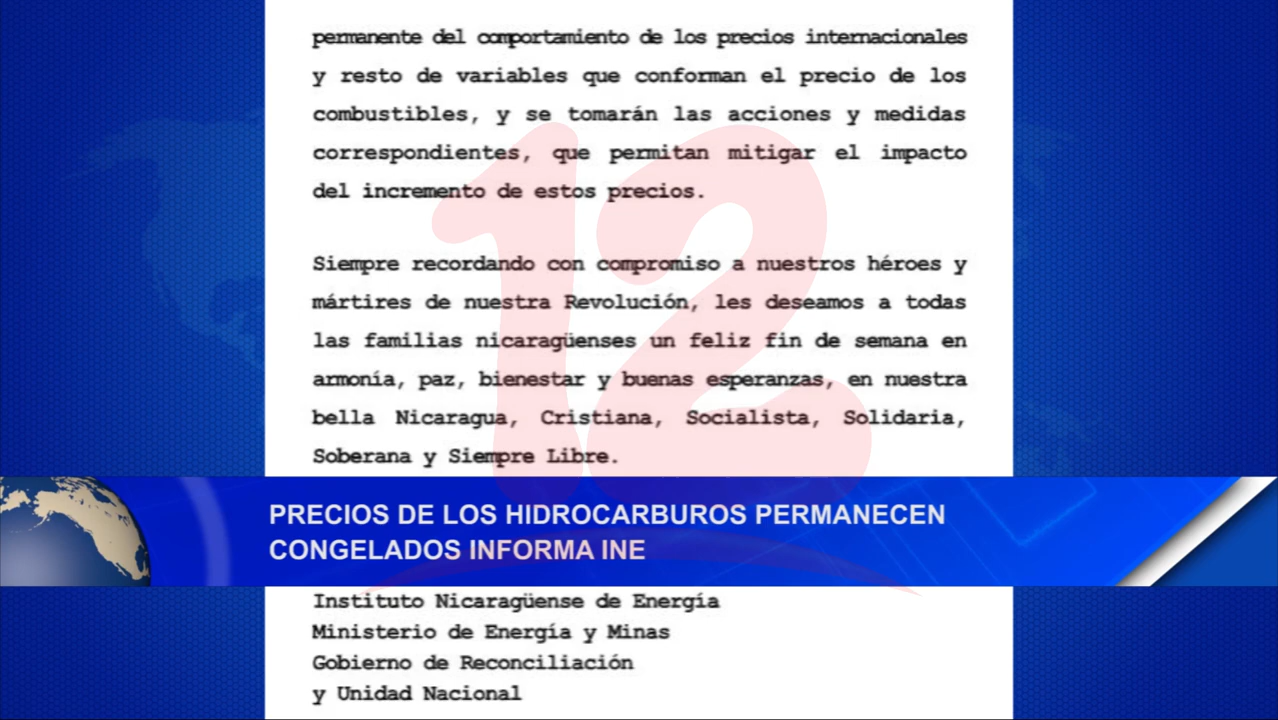 permanente del comportamiento de los precios internacionales
y resto de variables que conforman el precio de los
combustibles, y se tomarán las acciones y medidas
correspondientes, que permitan mitigar el impacto
del incremento de estos precios.
Siempre recordando con compromiso a nuestros héroes y
mártires de nuestra Revolución, les deseamos a todas
las familias nicaragüenses un feliz fin de semana en
armonía, paz, bienestar y buenas esperanzas, en nuestra
bella Nicaragua, Cristiana, Socialista, Solidaria,
Soberana y Siempre Libre.
12
PRECIOS DE LOS HIDROCARBUROS PERMANECEN
CONGELADOS INFORMA INE
Instituto Nicaragüense de Energía
Ministerio de Energía y Minas
Gobierno de Reconciliación
y Unidad Nacional